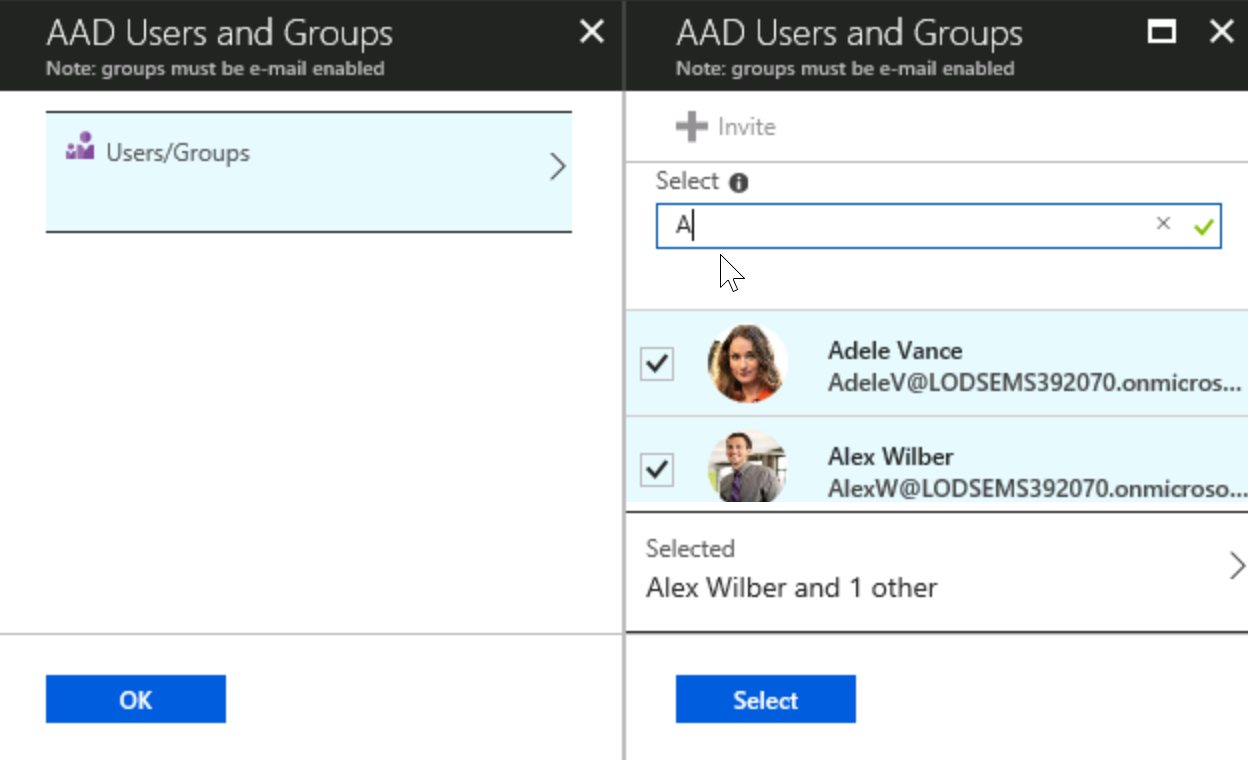 AAD Users and Groups
Note: groups must be e-mail enabled
Users/Groups
OK
AAD Users and Groups
Note: groups must be e-mail enabled
Invite
Select
A
Adele Vance
AdeleV@LODSEMS392070.onmicros...
Alex Wilber
AlexW@LODSEMS392070.onmicroso...
Selected
Alex Wilber and 1 other
Select